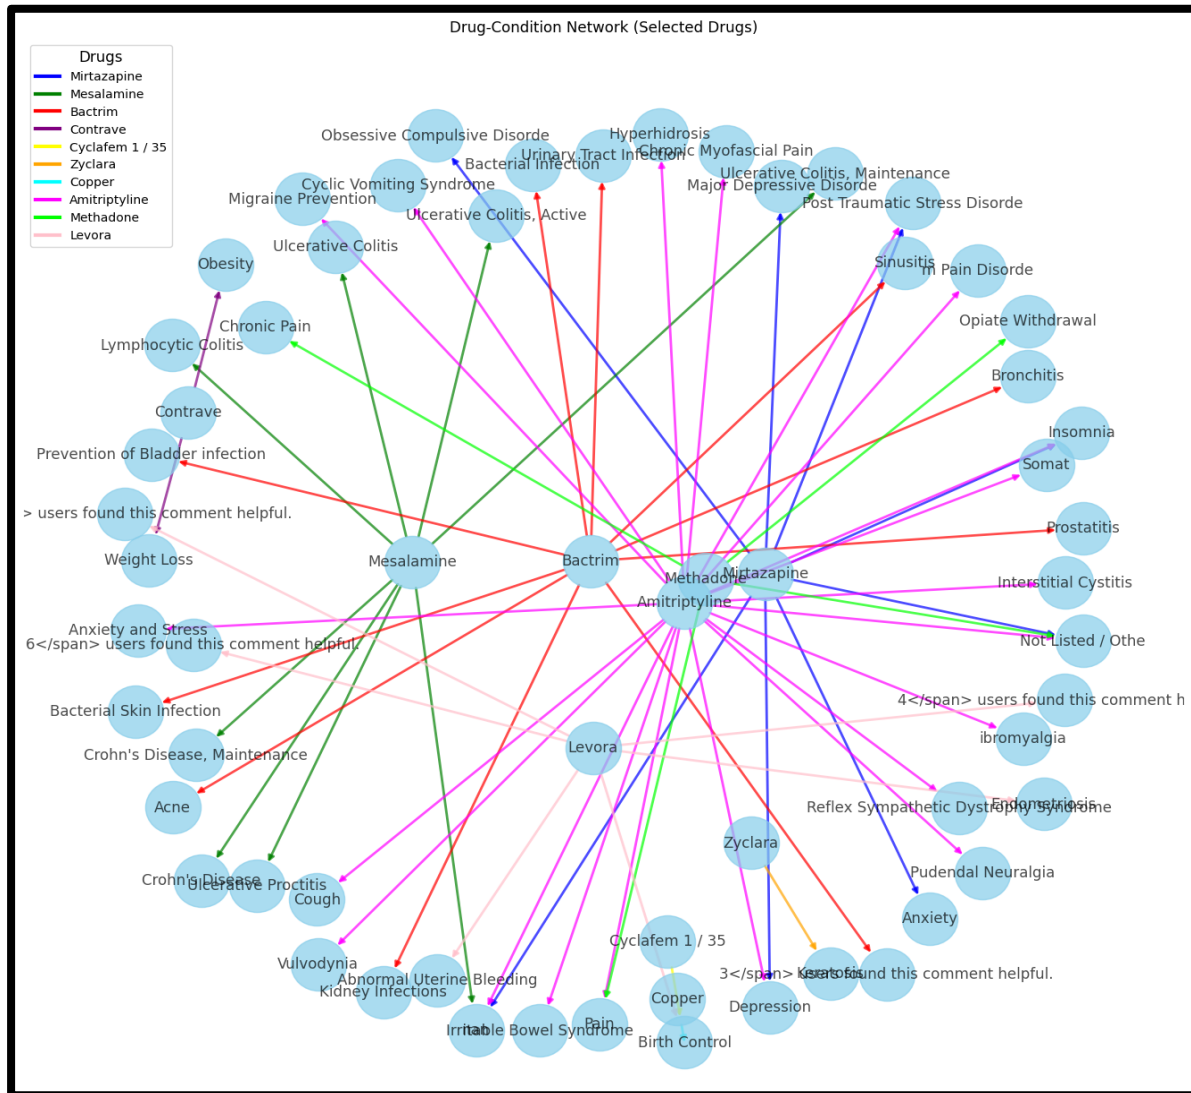 Drug-Condition Network (Selected Drugs)
Drugs
Mirtazapine
Mesalamine
Bactrim
Contrave
Cyclafem 1 / 35
Zyclara
Copper
Amitriptyline
Methadone
Levora
Obsessive Compulsive Disorde
Hyperhidrosis
Urinary Tract Infection
Chronic Myofascial Pain
Bacterial Infection
Ulcerative Colitis, Maintenance
Major Depressive Disorde
Cyclic Vomiting Syndrome
Migraine Prevention
Post Traumatic Stress Disorde
Ulcerative Colitis, Active
Ulcerative Colitis
Obesity
Sinusitis
m Pain Disorde
Chronic Pain
Opiate Withdrawal
Lymphocytic Colitis
Bronchitis
Contrave
Insomnia
Prevention of Bladder infection
Somat
> users found this comment helpful.
Prostatitis
Weight Loss
Mesalamine
Bactrim
Methadone
Mirtazapine
Interstitial Cystitis
Amitriptyline
Anxiety and Stress
6</span> users found this comment helpful.
Not Listed / Othe
4</span> users found this comment h
Bacterial Skin Infection
ibromyalgia
Levora
Crohn's Disease, Maintenance
Acne
Endometriosis
Reflex Sympathetic Dystrophy Syndrome
Zyclara
Pudendal Neuralgia
Crohn's Disease
Ulcerative Proctitis
Cough
Anxiety
Cyclafem 1 / 35
Vulvodynia
Abnormal Uterine Bleeding
Kidney Infections
3</span> users found this comment helpful.
Keratosis
Copper
Depression
Irritable Bowel Syndrome
Pain
Birth Control